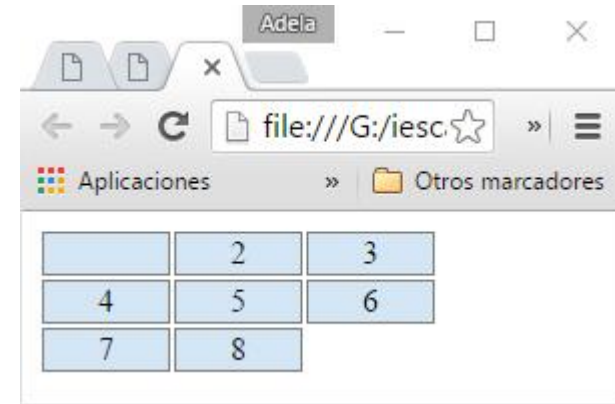 Adela
file:///G:/iesc
Aplicaciones » Otros marcadores
2 3
4 5 6
7 8